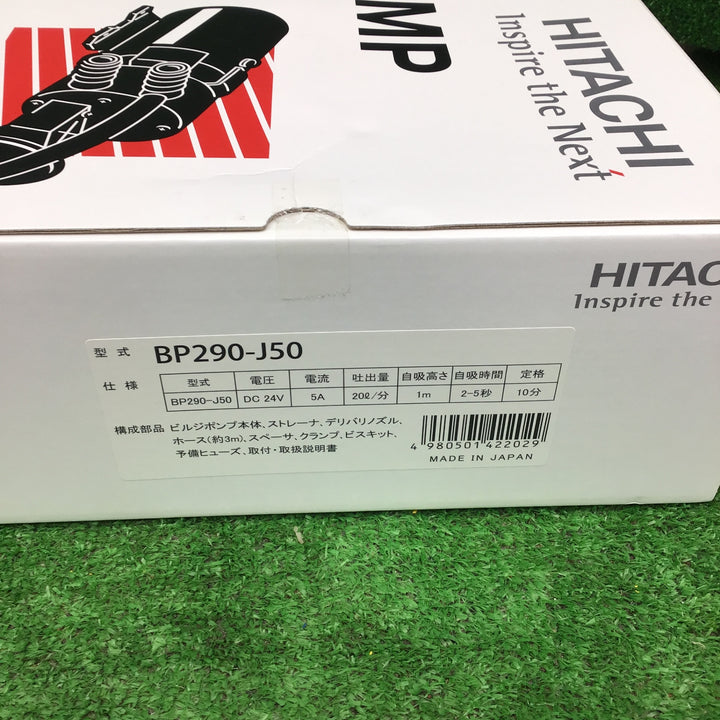 MP
HITACHI
Inspire the Next
HITAC
Inspire the
型式 BP290-J50
仕様
型式 電圧 電流 吐出量 自吸高さ 自吸時間 定格
BP290-J50 DC 24V 5A 20ℓ/分 1m 2-5秒 10分
構成部品 ビルジポンプ本体、ストレーナ、デリバリノズル、
ホース(約3m)、スペーサ、クランプ、ビスキット、
予備ヒューズ、取付・取扱説明書
4 980501 422029
MADE IN JAPAN